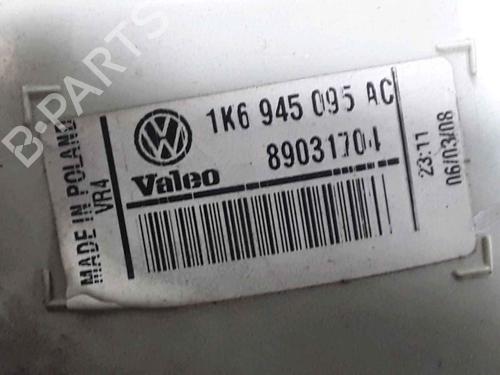 B-PARTS
MADE IN POLAND
VR4
1K6 945 095 AC
89031704
Valeo
23:11
06/03/08